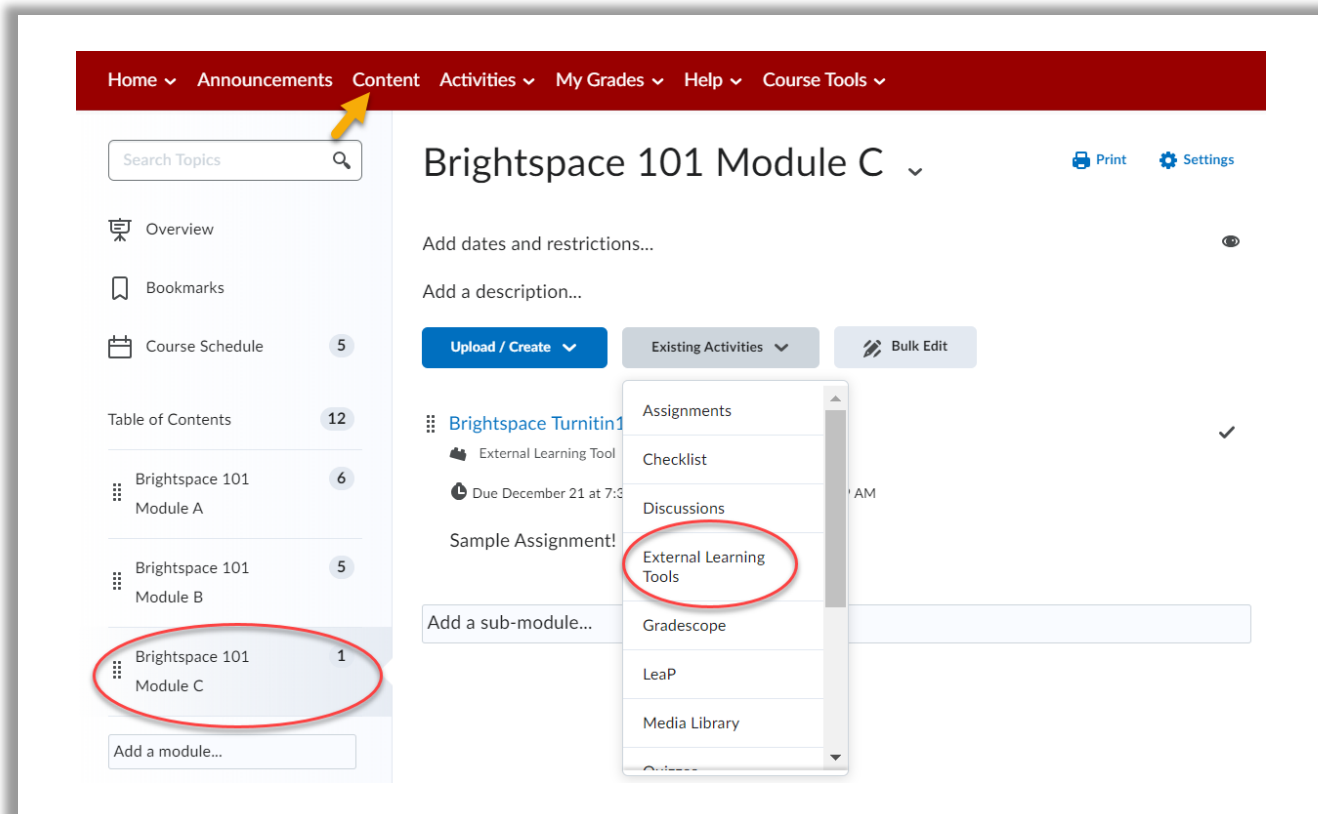 Home Announcements Content Activities My Grades Help Course Tools
Search Topics
Overview
Bookmarks
Course Schedule 5
Table of Contents 12
Brightspace 101 6
Module A
Brightspace 101 5
Module B
Brightspace 101 1
Module C
Add a module...
Brightspace 101 Module C
Print Settings
Add dates and restrictions...
Add a description...
Upload / Create Existing Activities Bulk Edit
Brightspace Turnitin1
External Learning Tool
Due December 21 at 7:3
AM
Sample Assignment!
Add a sub-module...
Assignments
Checklist
Discussions
External Learning
Tools
Gradescope
LeaP
Media Library